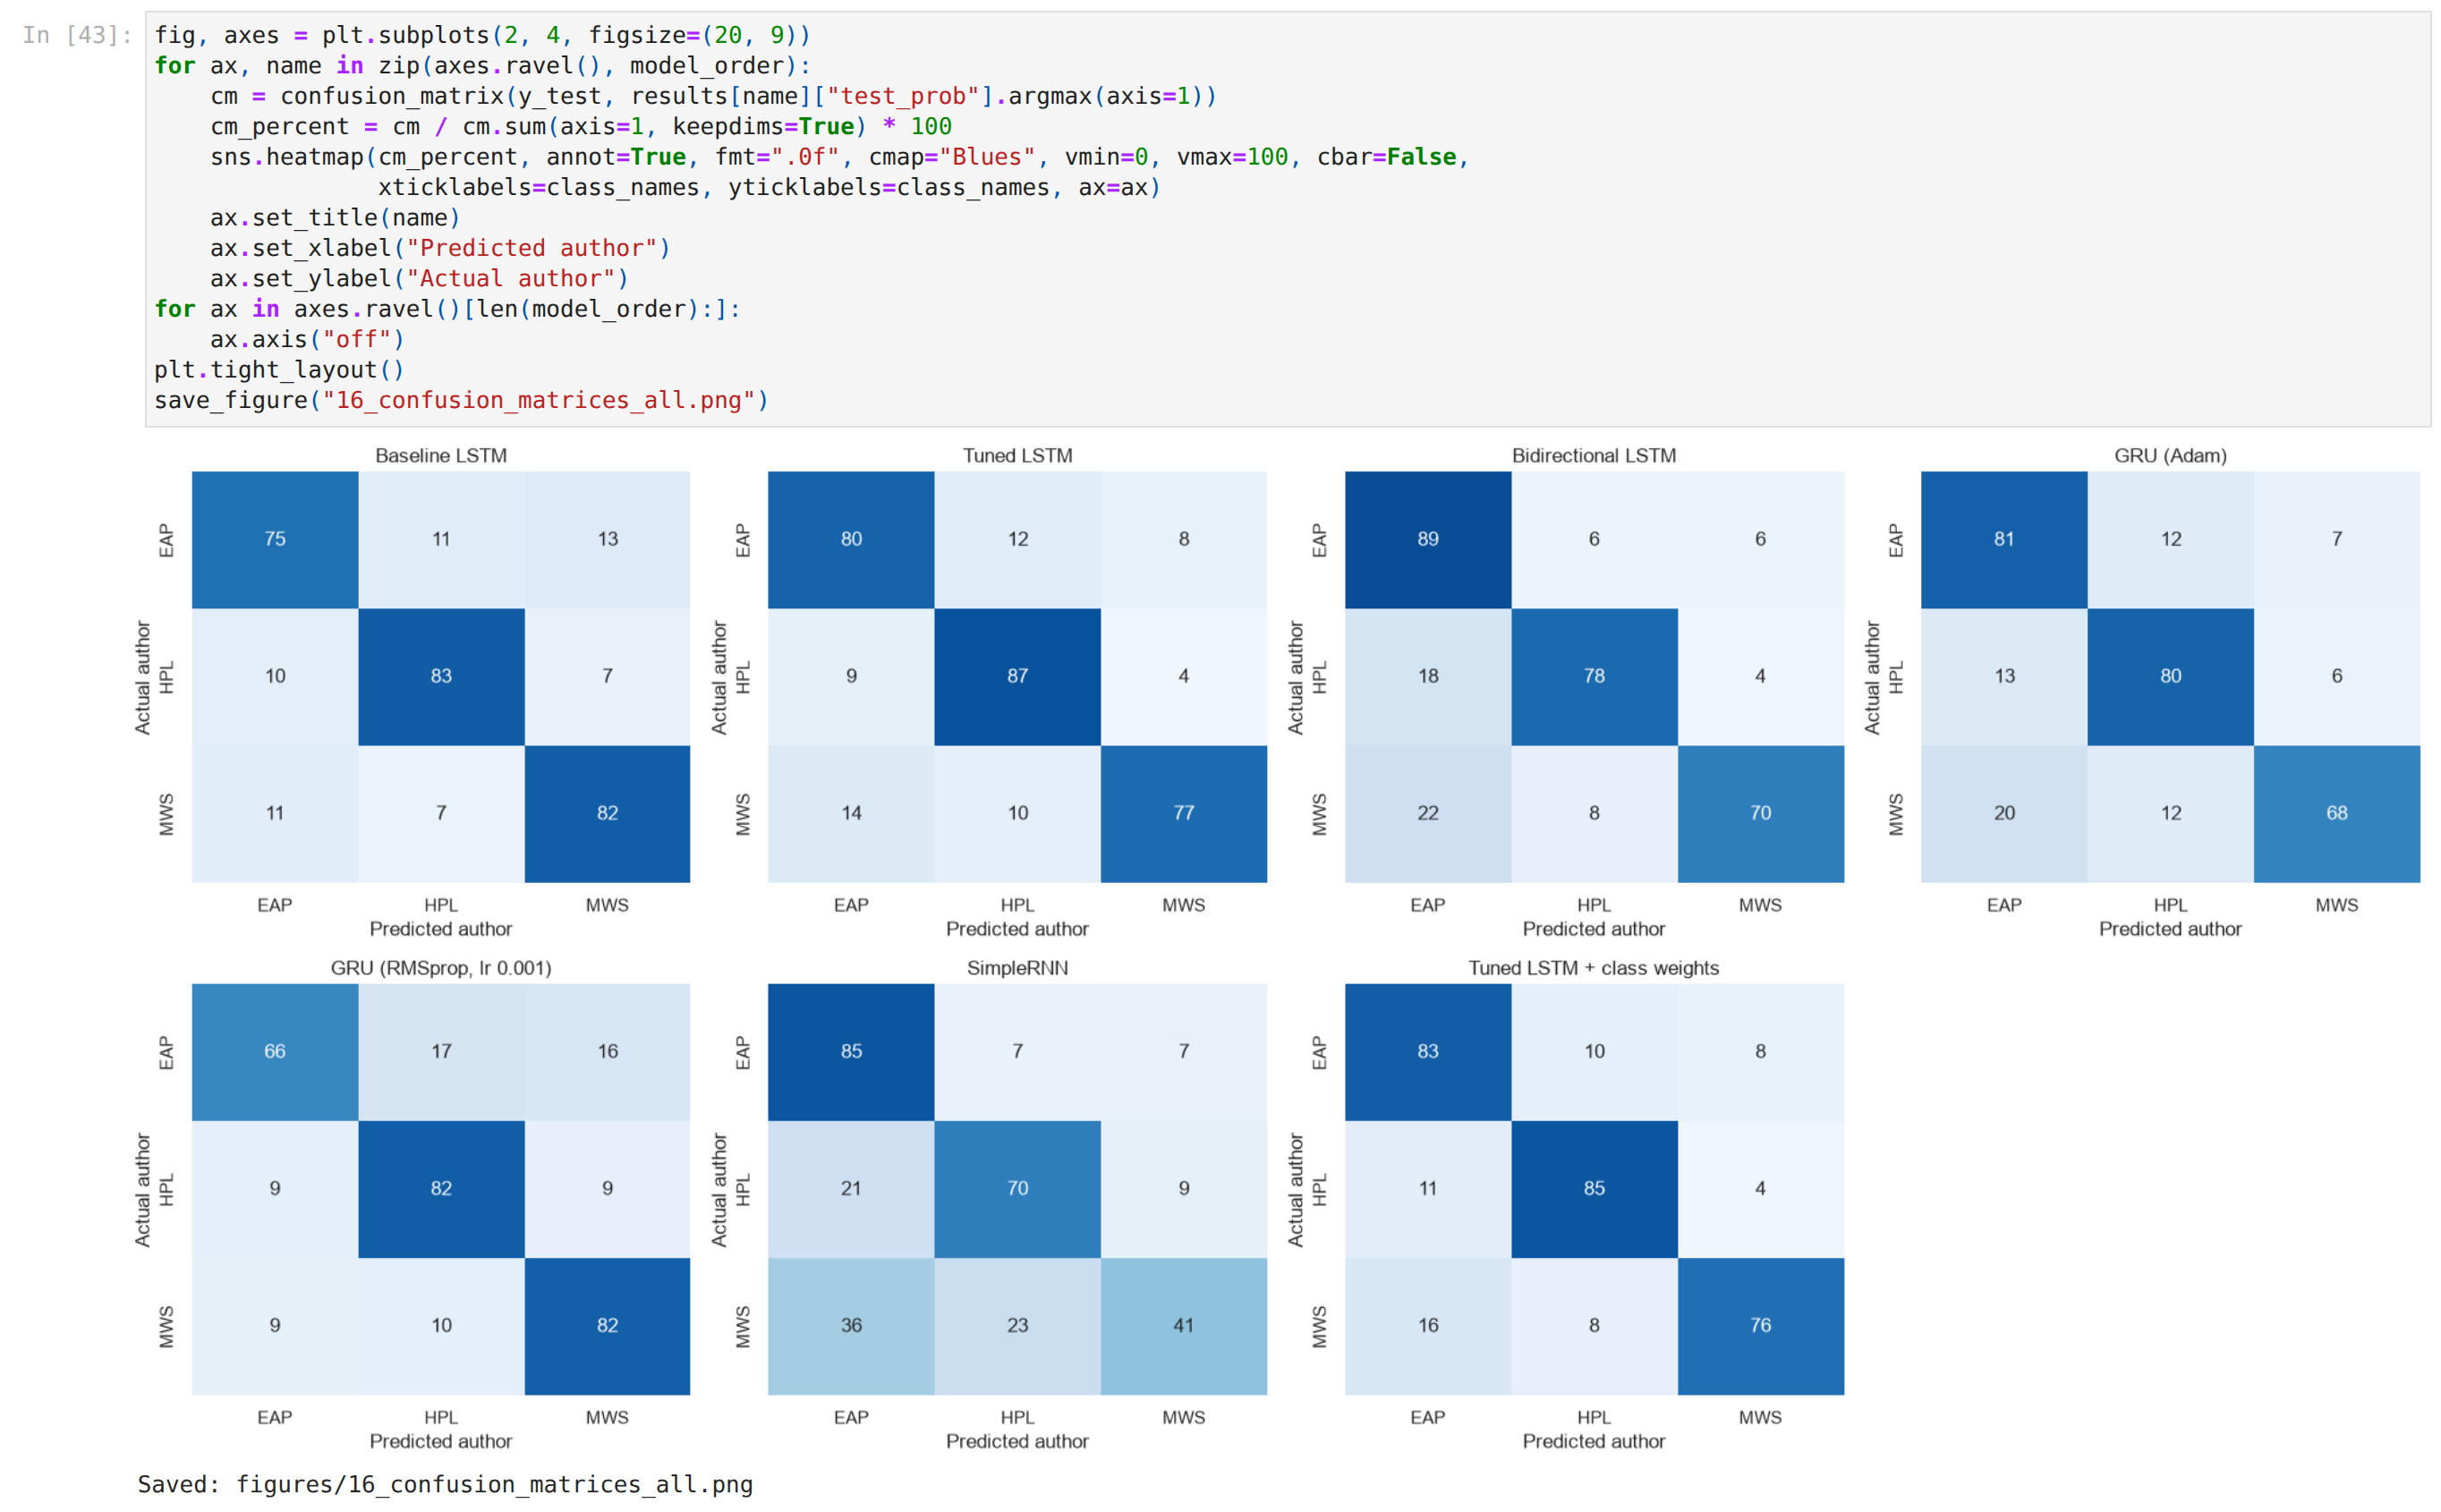 In [43]:
fig, axes = plt.subplots(2, 4, figsize=(20, 9))
for ax, name in zip(axes.ravel(), model_order):
    cm = confusion_matrix(y_test, results[name]["test_prob"].argmax(axis=1))
    cm_percent = cm / cm.sum(axis=1, keepdims=True) * 100
    sns.heatmap(cm_percent, annot=True, fmt=".0f", cmap="Blues", vmin=0, vmax=100, cbar=False,
                xticklabels=class_names, yticklabels=class_names, ax=ax)
    ax.set_title(name)
    ax.set_xlabel("Predicted author")
    ax.set_ylabel("Actual author")
for ax in axes.ravel()[len(model_order):]:
    ax.axis("off")
plt.tight_layout()
save_figure("16_confusion_matrices_all.png")
Baseline LSTM
Actual author
EAP 75 11 13
HPL 10 83 7
MWS 11 7 82
EAP HPL MWS
Predicted author
Tuned LSTM
Actual author
EAP 80 12 8
HPL 9 87 4
MWS 14 10 77
EAP HPL MWS
Predicted author
Bidirectional LSTM
Actual author
EAP 89 6 6
HPL 18 78 4
MWS 22 8 70
EAP HPL MWS
Predicted author
GRU (Adam)
Actual author
EAP 81 12 7
HPL 13 80 6
MWS 20 12 68
EAP HPL MWS
Predicted author
GRU (RMSprop, lr 0.001)
Actual author
EAP 66 17 16
HPL 9 82 9
MWS 9 10 82
EAP HPL MWS
Predicted author
SimpleRNN
Actual author
EAP 85 7 7
HPL 21 70 9
MWS 36 23 41
EAP HPL MWS
Predicted author
Tuned LSTM + class weights
Actual author
EAP 83 10 8
HPL 11 85 4
MWS 16 8 76
EAP HPL MWS
Predicted author
Saved: figures/16_confusion_matrices_all.png